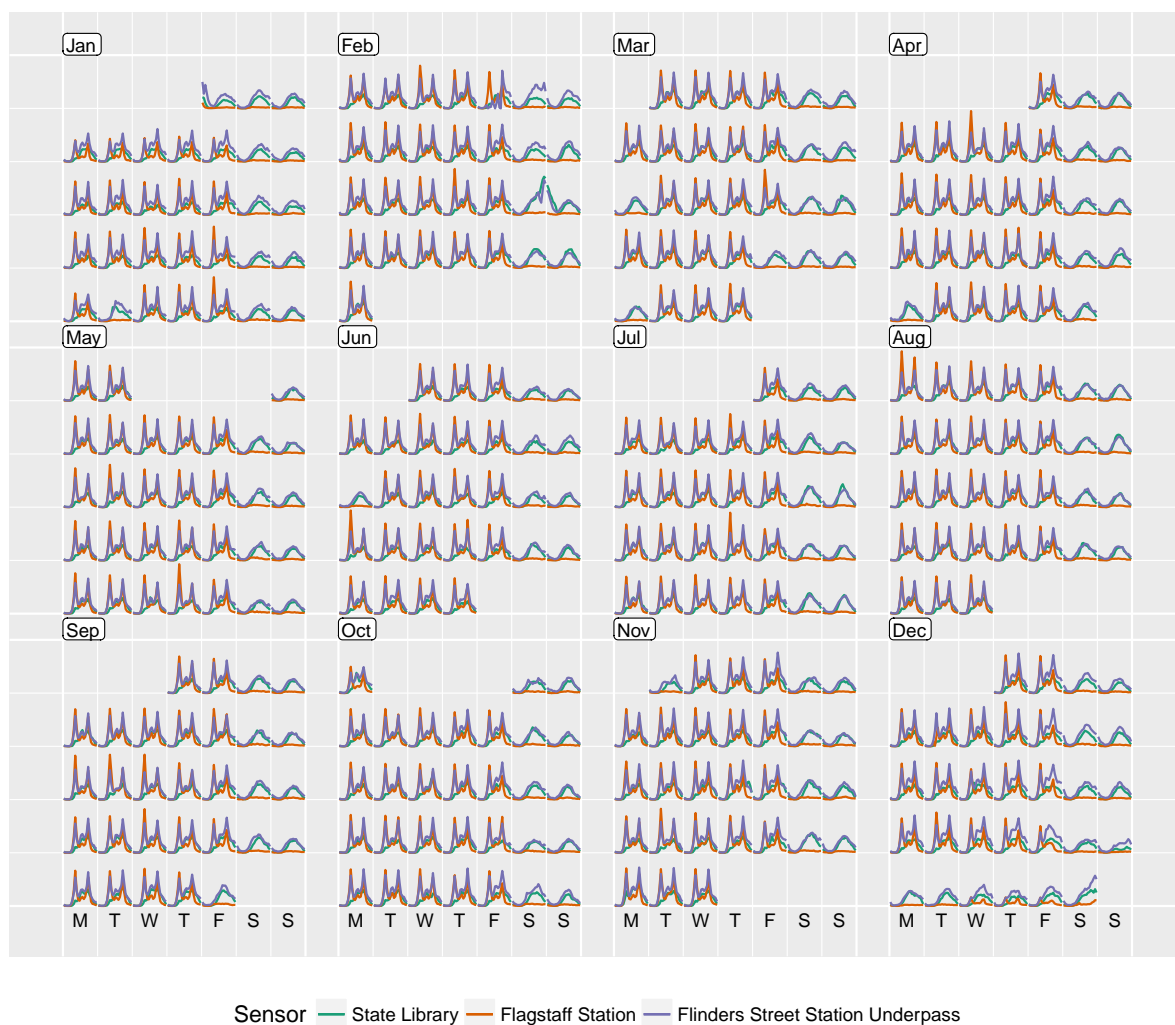 Jan Feb Mar Apr
May Jun Jul Aug
Sep Oct Nov Dec
M T W T F S S M T W T F S S M T W T F S S M T W T F S S
Sensor State Library Flagstaff Station Flinders Street Station Underpass